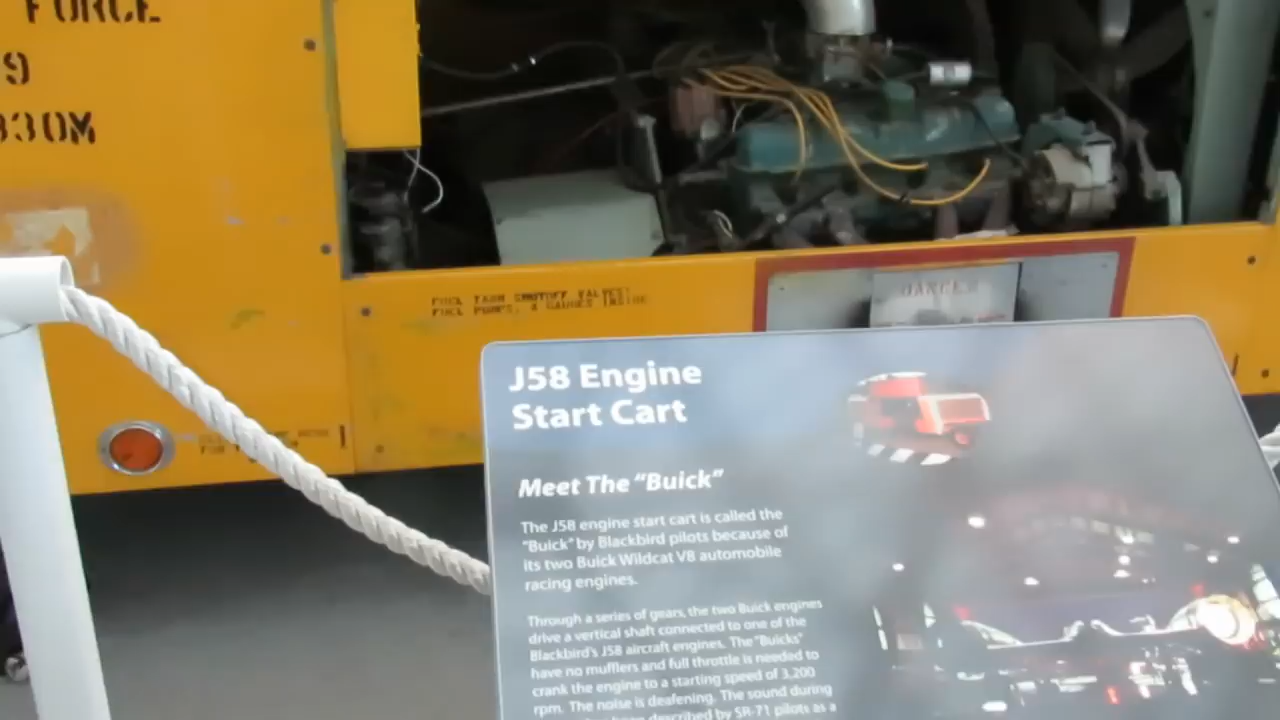 FORCE
9
330M
FUEL TANK SHUTOFF VALVES!
FUEL PUMPS, & GAUGES INSIDE
DANGER
J58 Engine
Start Cart
Meet The "Buick"
The J58 engine start cart is called the
"Buick" by Blackbird pilots because of
its two Buick Wildcat V8 automobile
racing engines.
Through a series of gears, the two Buick engines
drive a vertical shaft connected to one of the
Blackbird's J58 aircraft engines. The "Buicks"
have no mufflers and full throttle is needed to
crank the engine to a starting speed of 3,200
rpm. The noise is deafening. The sound during
been described by SR-71 pilots as a